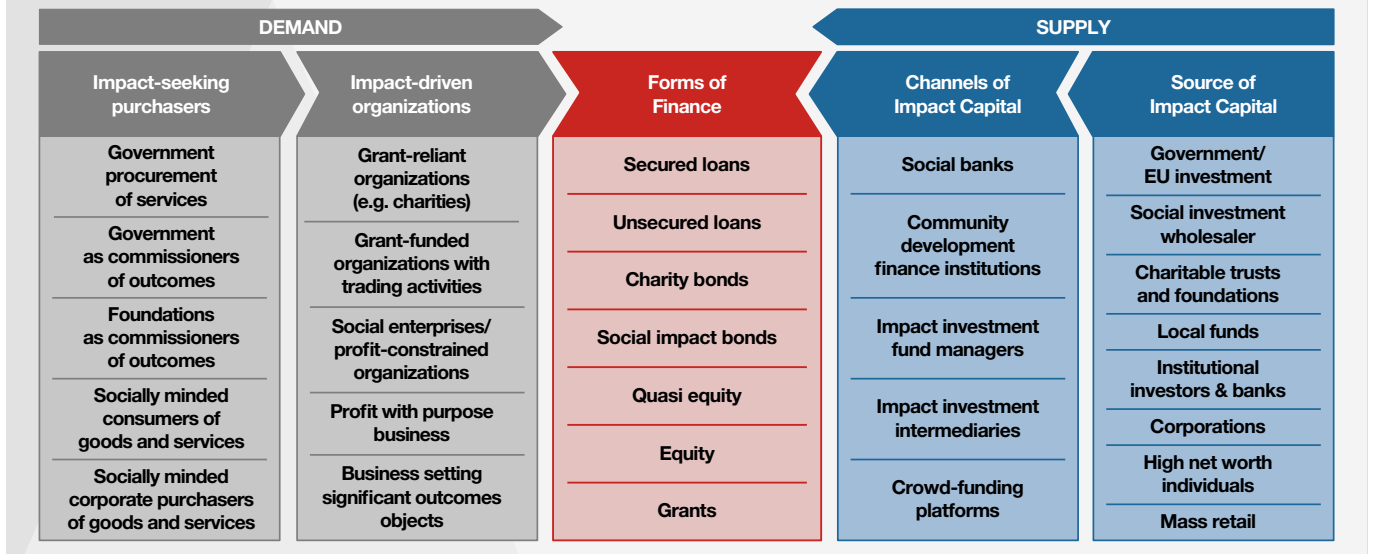 DEMAND
SUPPLY
Impact-seeking
purchasers
Impact-driven
organizations
Forms of
Finance
Channels of
Impact Capital
Source of
Impact Capital
Government
procurement
of services
Government
as commissioners
of outcomes
Foundations
as commissioners
of outcomes
Socially minded
consumers of
goods and services
Socially minded
corporate purchasers
of goods and services
Grant-reliant
organizations
(e.g. charities)
Grant-funded
organizations with
trading activities
Social enterprises/
profit-constrained
organizations
Profit with purpose
business
Business setting
significant outcomes
objects
Secured loans
Unsecured loans
Charity bonds
Social impact bonds
Quasi equity
Equity
Grants
Social banks
Community
development
finance institutions
Impact investment
fund managers
Impact investment
intermediaries
Crowd-funding
platforms
Government/
EU investment
Social investment
wholesaler
Charitable trusts
and foundations
Local funds
Institutional
investors & banks
Corporations
High net worth
individuals
Mass retail